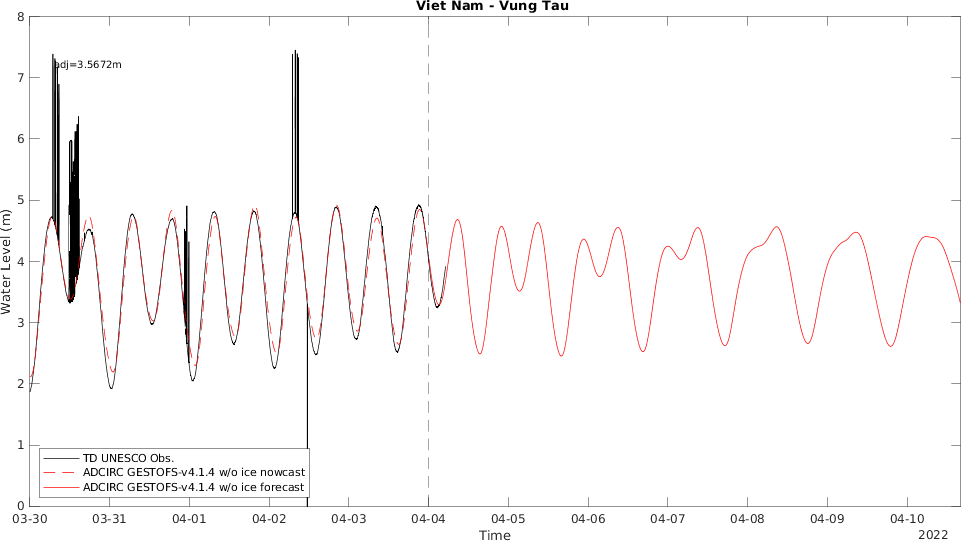 Viet Nam - Vung Tau
8
7
6
5
4
3
2
1
0
Water Level (m)
adj=3.5672m
TD UNESCO Obs.
ADCIRC GESTOFS-v4.1.4 w/o ice nowcast
ADCIRC GESTOFS-v4.1.4 w/o ice forecast
03-30 03-31 04-01 04-02 04-03 04-04 04-05 04-06 04-07 04-08 04-09 04-10
Time
2022